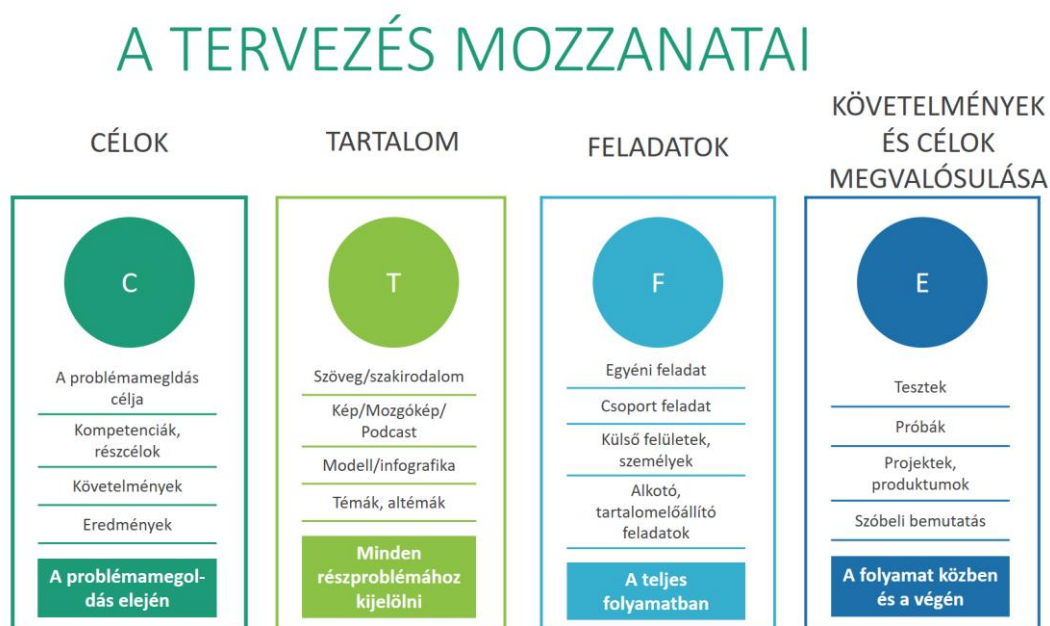 A TERVEZÉS MOZZANATAI
CÉLOK
C
A problémamegldás
célja
Kompetenciák,
részcélok
Követelmények
Eredmények
A problémamegol-
dás elején
TARTALOM
T
Szöveg/szakirodalom
Kép/Mozgókép/
Podcast
Modell/infografika
Témák, altémák
Minden
részproblémához
kijelölni
FELADATOK
F
Egyéni feladat
Csoport feladat
Külső felületek,
személyek
Alkotó,
tartalomelőállító
feladatok
A teljes
folyamatban
KÖVETELMÉNYEK
ÉS CÉLOK
MEGVALÓSULÁSA
E
Tesztek
Próbák
Projektek,
produktumok
Szóbeli bemutatás
A folyamat közben
és a végén